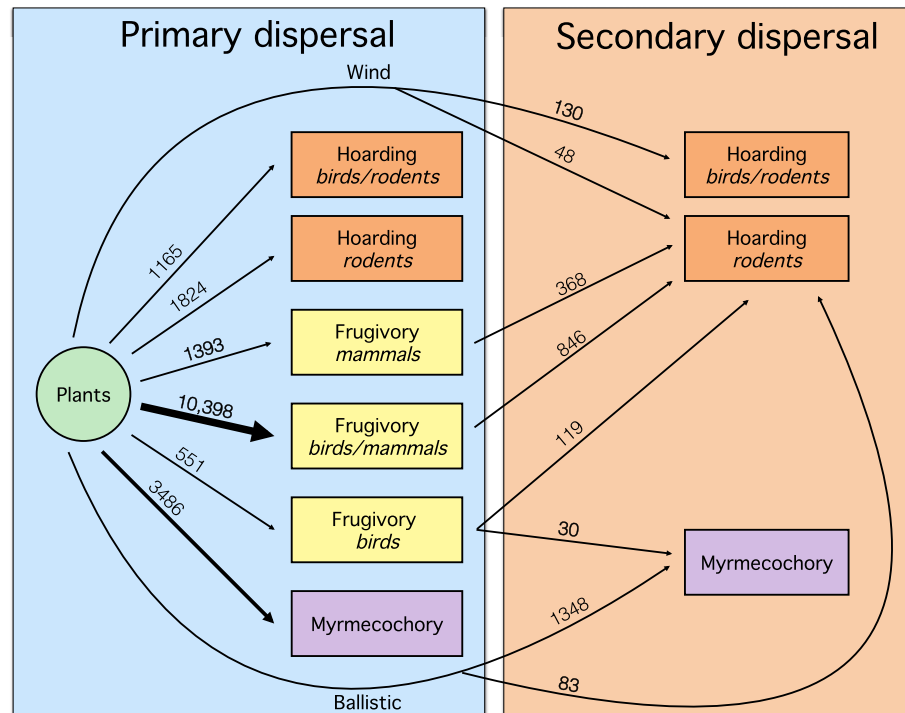 Primary dispersal
Secondary dispersal
Wind
130
48
Hoarding
birds/rodents
Hoarding
birds/rodents
1165
Hoarding
rodents
Hoarding
rodents
1824
368
Frugivory
mammals
1393
846
Plants
10,398
Frugivory
birds/mammals
551
119
3486
Frugivory
birds
30
Myrmecochory
Myrmecochory
1348
83
Ballistic